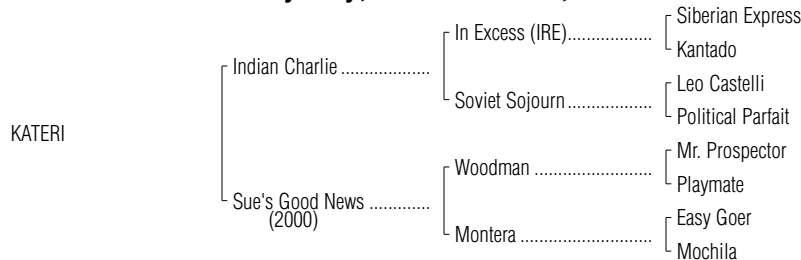 Siberian Express
In Excess (IRE)..................
Kantado
Indian Charlie ...................
Leo Castelli
Soviet Sojourn..................
Political Parfait
KATERI
Mr. Prospector
Woodman .........................
Playmate
Sue's Good News .............
(2000)
Easy Goer
Montera ............................
Mochila